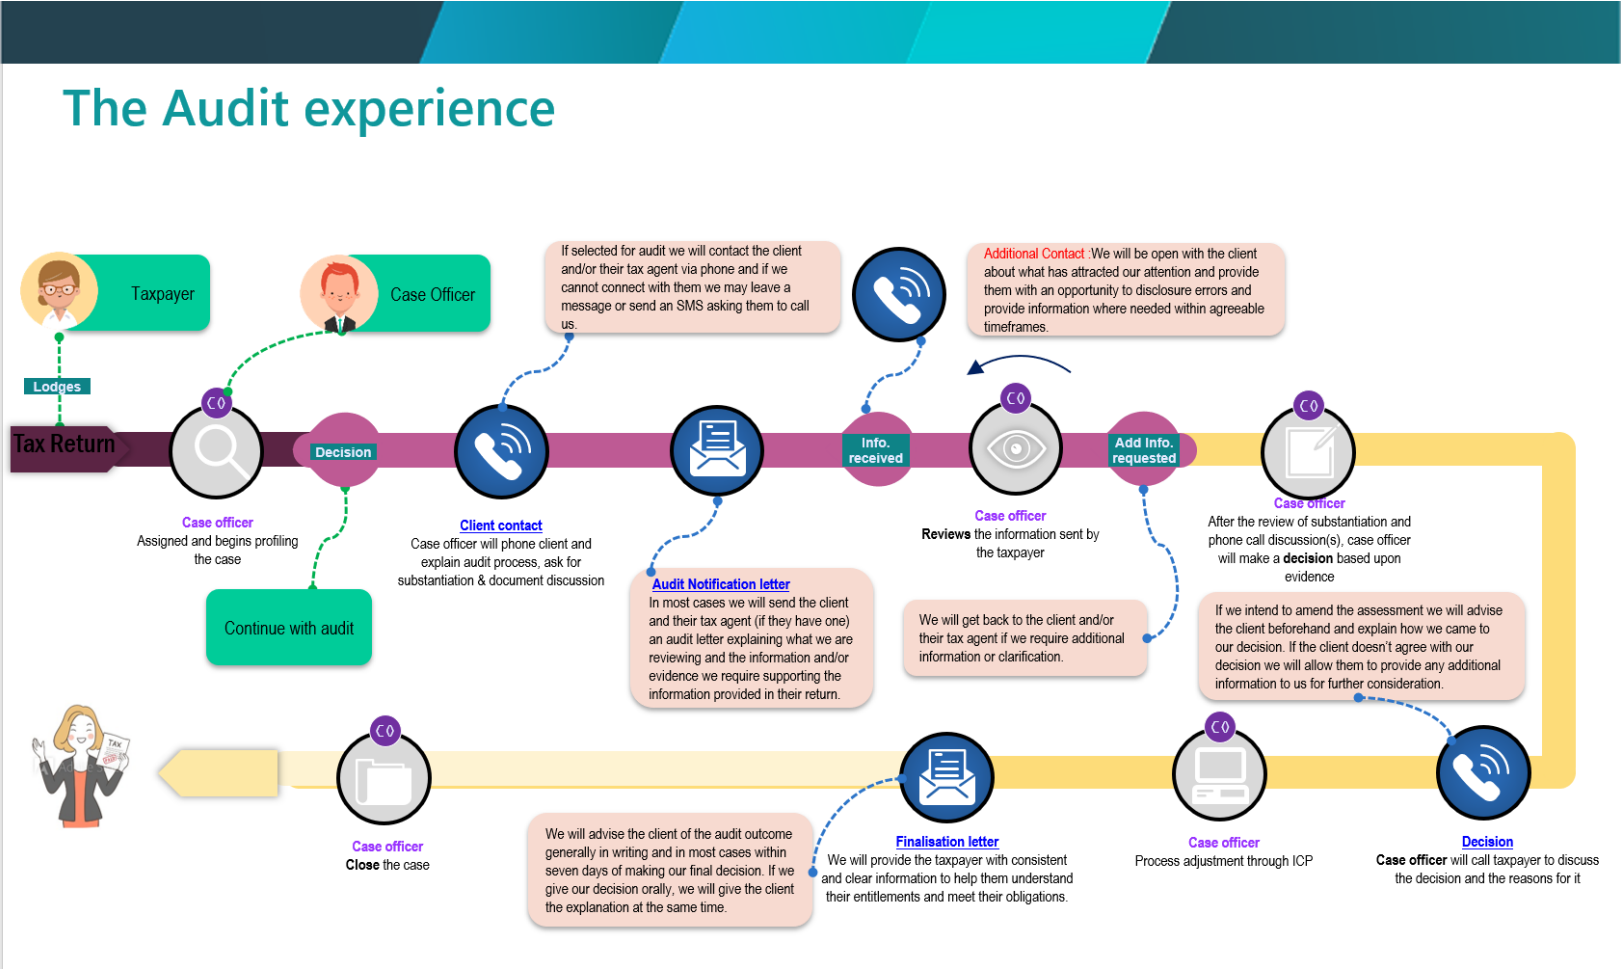 The Audit experience
Taxpayer
Case Officer
If selected for audit we will contact the client
and/or their tax agent via phone and if we
cannot connect with them we may leave a
message or send an SMS asking them to call
us.
Additional Contact :We will be open with the client
about what has attracted our attention and provide
them with an opportunity to disclosure errors and
provide information where needed within agreeable
timeframes.
Lodges
Tax Return
CO
Decision
Info.
received
CO
Add Info.
requested
CO
Case officer
Assigned and begins profiling
the case
Client contact
Case officer will phone client and
explain audit process, ask for
substantiation & document discussion
Case officer
Reviews the information sent by
the taxpayer
Case officer
After the review of substantiation and
phone call discussion(s), case officer
will make a decision based upon
evidence
Continue with audit
Audit Notification letter
In most cases we will send the client
and their tax agent (if they have one)
an audit letter explaining what we are
reviewing and the information and/or
evidence we require supporting the
information provided in their return.
We will get back to the client and/or
their tax agent if we require additional
information or clarification.
If we intend to amend the assessment we will advise
the client beforehand and explain how we came to
our decision. If the client doesn't agree with our
decision we will allow them to provide any additional
information to us for further consideration.
TAX
CO
CO
Case officer
Close the case
We will advise the client of the audit outcome
generally in writing and in most cases within
seven days of making our final decision. If we
give our decision orally, we will give the client
the explanation at the same time.
Finalisation letter
We will provide the taxpayer with consistent
and clear information to help them understand
their entitlements and meet their obligations.
Case officer
Process adjustment through ICP
Decision
Case officer will call taxpayer to discuss
the decision and the reasons for it